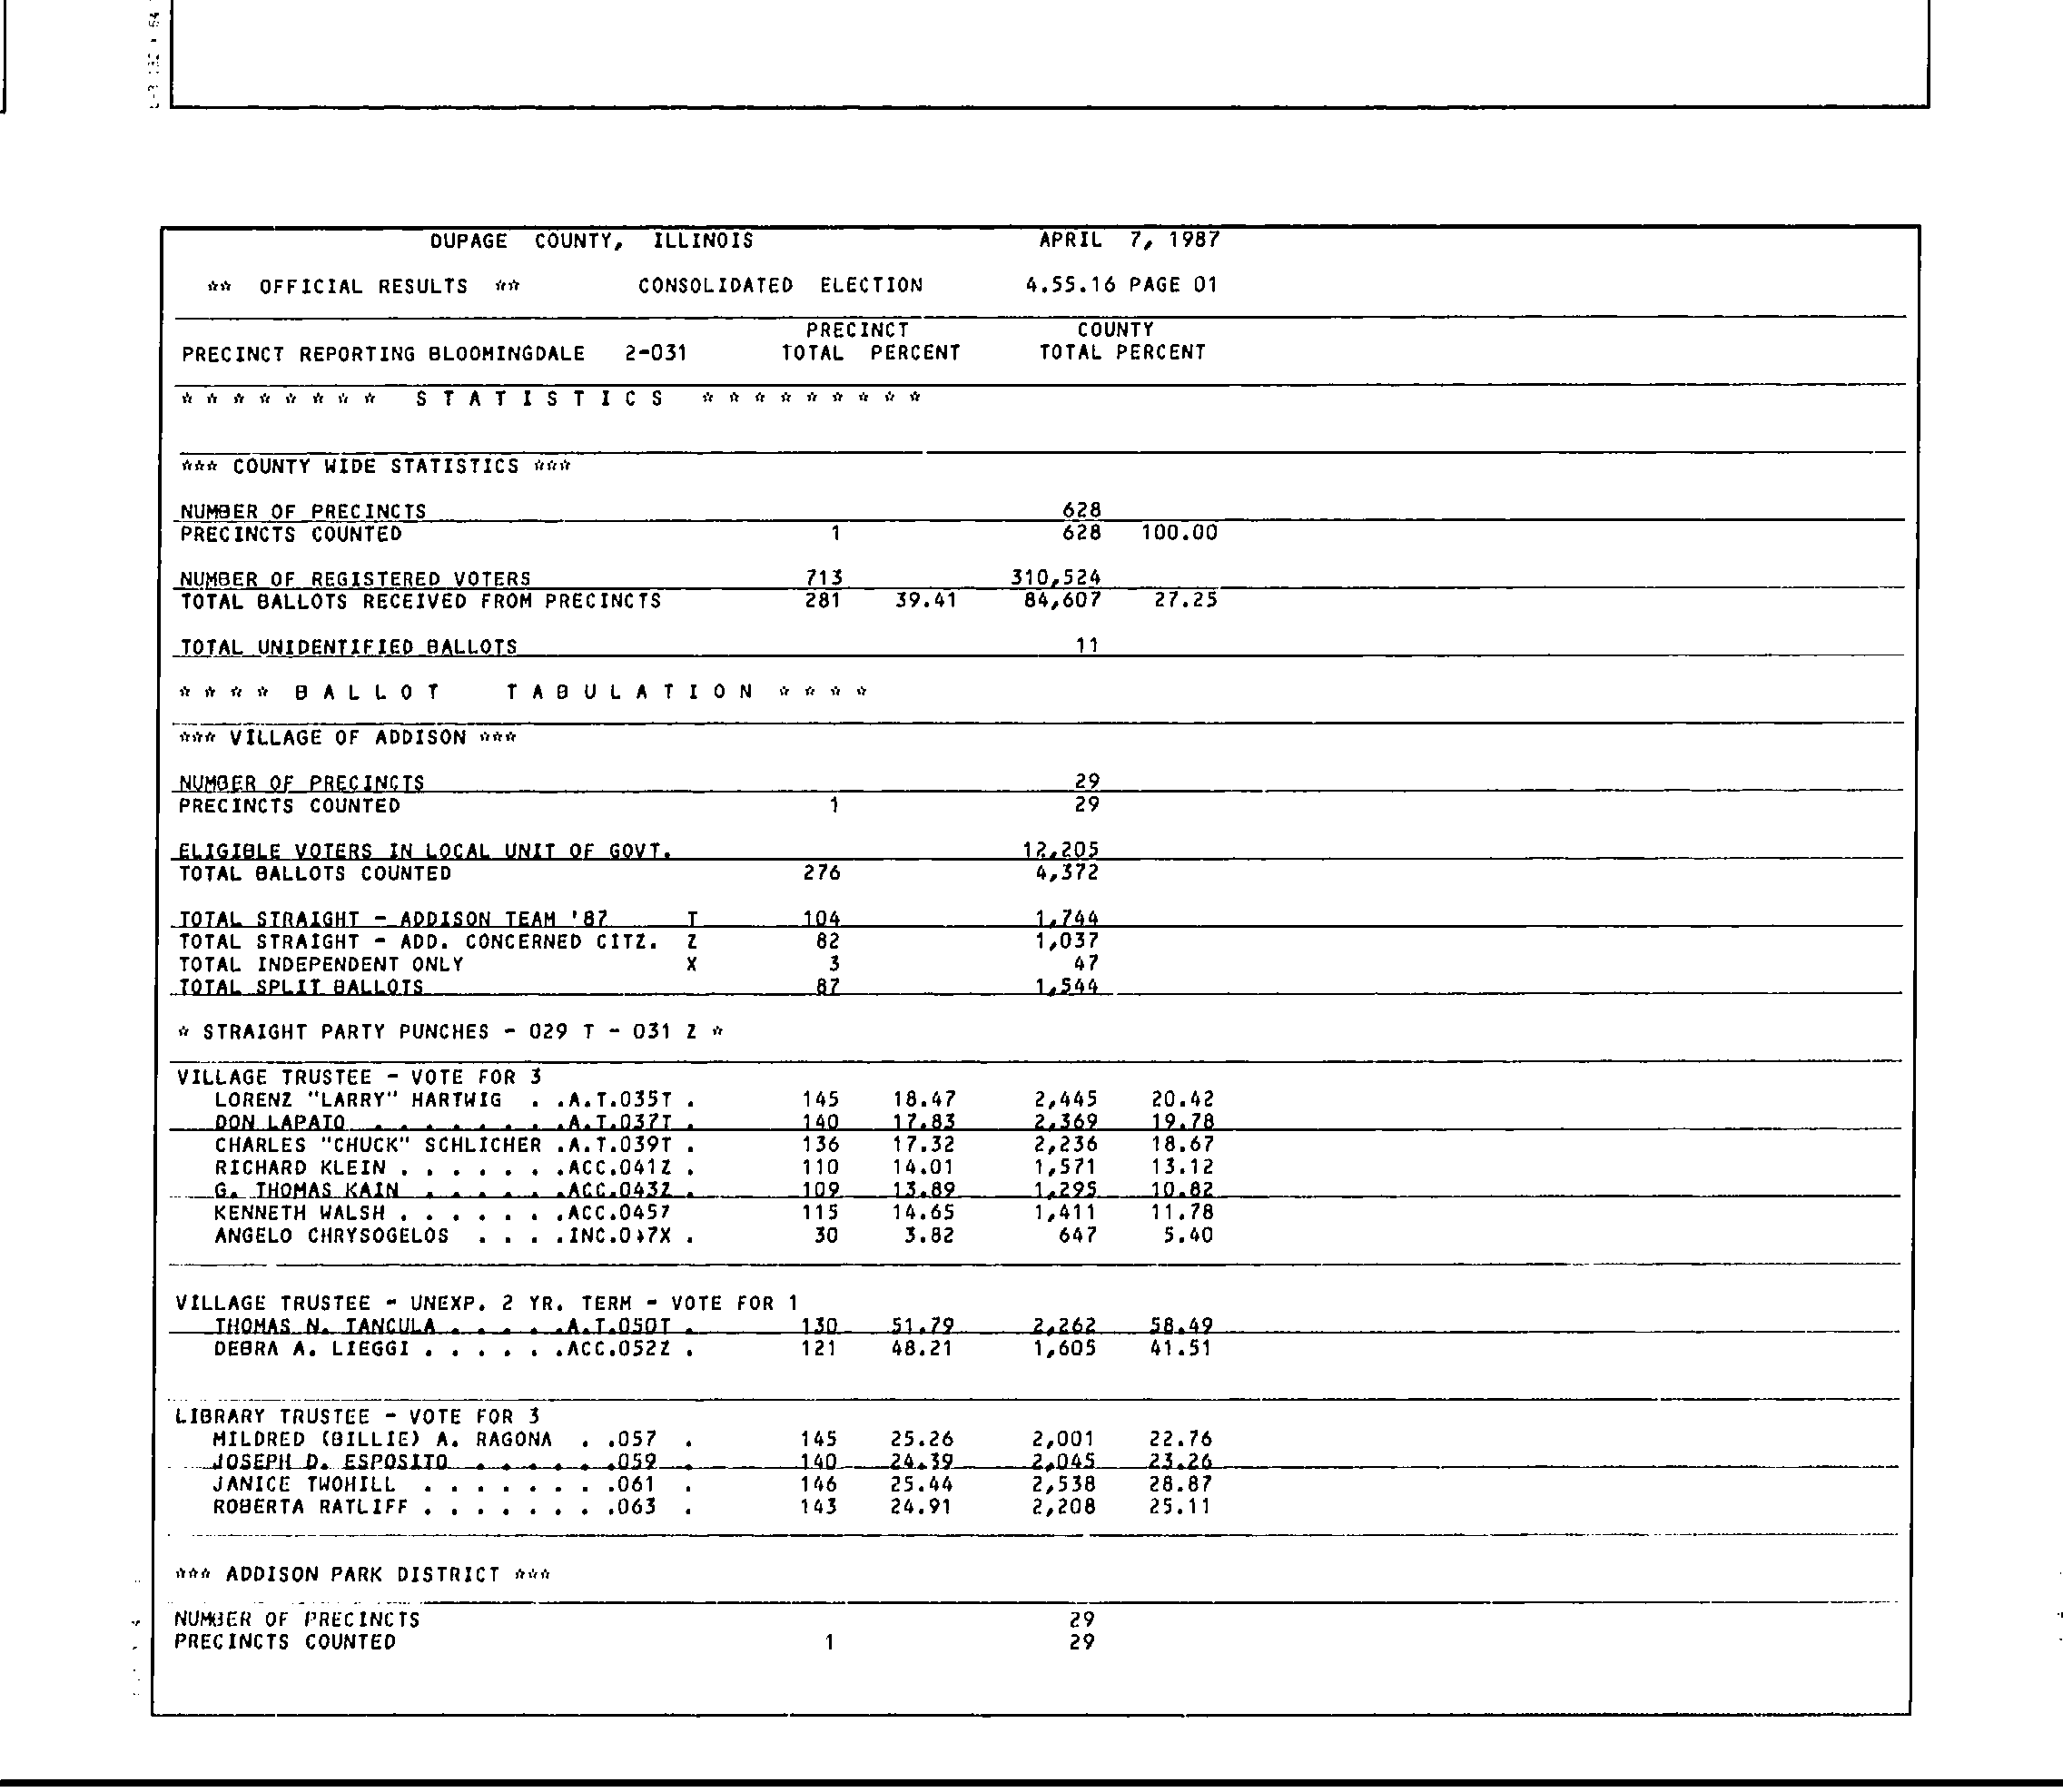 DUPAGE COUNTY, ILLINOIS APRIL 7, 1987
** OFFICIAL RESULTS ** CONSOLIDATED ELECTION 4.55.16 PAGE 01
PRECINCT COUNTY
PRECINCT REPORTING BLOOMINGDALE 2-031 TOTAL PERCENT TOTAL PERCENT
* * * * * * * * S T A T I S T I C S * * * * * * * * *
*** COUNTY WIDE STATISTICS ***
NUMBER OF PRECINCTS 628
PRECINCTS COUNTED 1 628 100.00
NUMBER OF REGISTERED VOTERS 713 310,524
TOTAL BALLOTS RECEIVED FROM PRECINCTS 281 39.41 84,607 27.25
TOTAL UNIDENTIFIED BALLOTS 11
* * * * B A L L O T T A B U L A T I O N * * * *
*** VILLAGE OF ADDISON ***
NUMBER OF PRECINCTS 29
PRECINCTS COUNTED 1 29
ELIGIBLE VOTERS IN LOCAL UNIT OF GOVT. 12,205
TOTAL BALLOTS COUNTED 276 4,372
TOTAL STRAIGHT - ADDISON TEAM '87 T 104 1,744
TOTAL STRAIGHT - ADD. CONCERNED CITZ. Z 82 1,037
TOTAL INDEPENDENT ONLY X 3 47
TOTAL SPLIT BALLOTS 87 1,544
* STRAIGHT PARTY PUNCHES - 029 T - 031 Z *
VILLAGE TRUSTEE - VOTE FOR 3
LORENZ "LARRY" HARTWIG . .A.T.035T . 145 18.47 2,445 20.42
DON LAPATO . . . . . . . .A.T.037T . 140 17.83 2,369 19.78
CHARLES "CHUCK" SCHLICHER .A.T.039T . 136 17.32 2,236 18.67
RICHARD KLEIN . . . . . . .ACC.041Z . 110 14.01 1,571 13.12
G. THOMAS KAIN . . . . . .ACC.043Z . 109 13.89 1,295 10.82
KENNETH WALSH . . . . . . .ACC.045Z 115 14.65 1,411 11.78
ANGELO CHRYSOGELOS . . . .INC.047X . 30 3.82 647 5.40
VILLAGE TRUSTEE - UNEXP. 2 YR. TERM - VOTE FOR 1
THOMAS N. TANCULA . . . . .A.T.050T . 130 51.79 2,262 58.49
DEBRA A. LIEGGI . . . . . .ACC.052Z . 121 48.21 1,605 41.51
LIBRARY TRUSTEE - VOTE FOR 3
MILDRED (BILLIE) A. RAGONA . .057 . 145 25.26 2,001 22.76
JOSEPH D. ESPOSITO . . . . . .059 . 140 24.39 2,045 23.26
JANICE TWOHILL . . . . . . . .061 . 146 25.44 2,538 28.87
ROBERTA RATLIFF . . . . . . . .063 . 143 24.91 2,208 25.11
*** ADDISON PARK DISTRICT ***
NUMBER OF PRECINCTS 29
PRECINCTS COUNTED 1 29